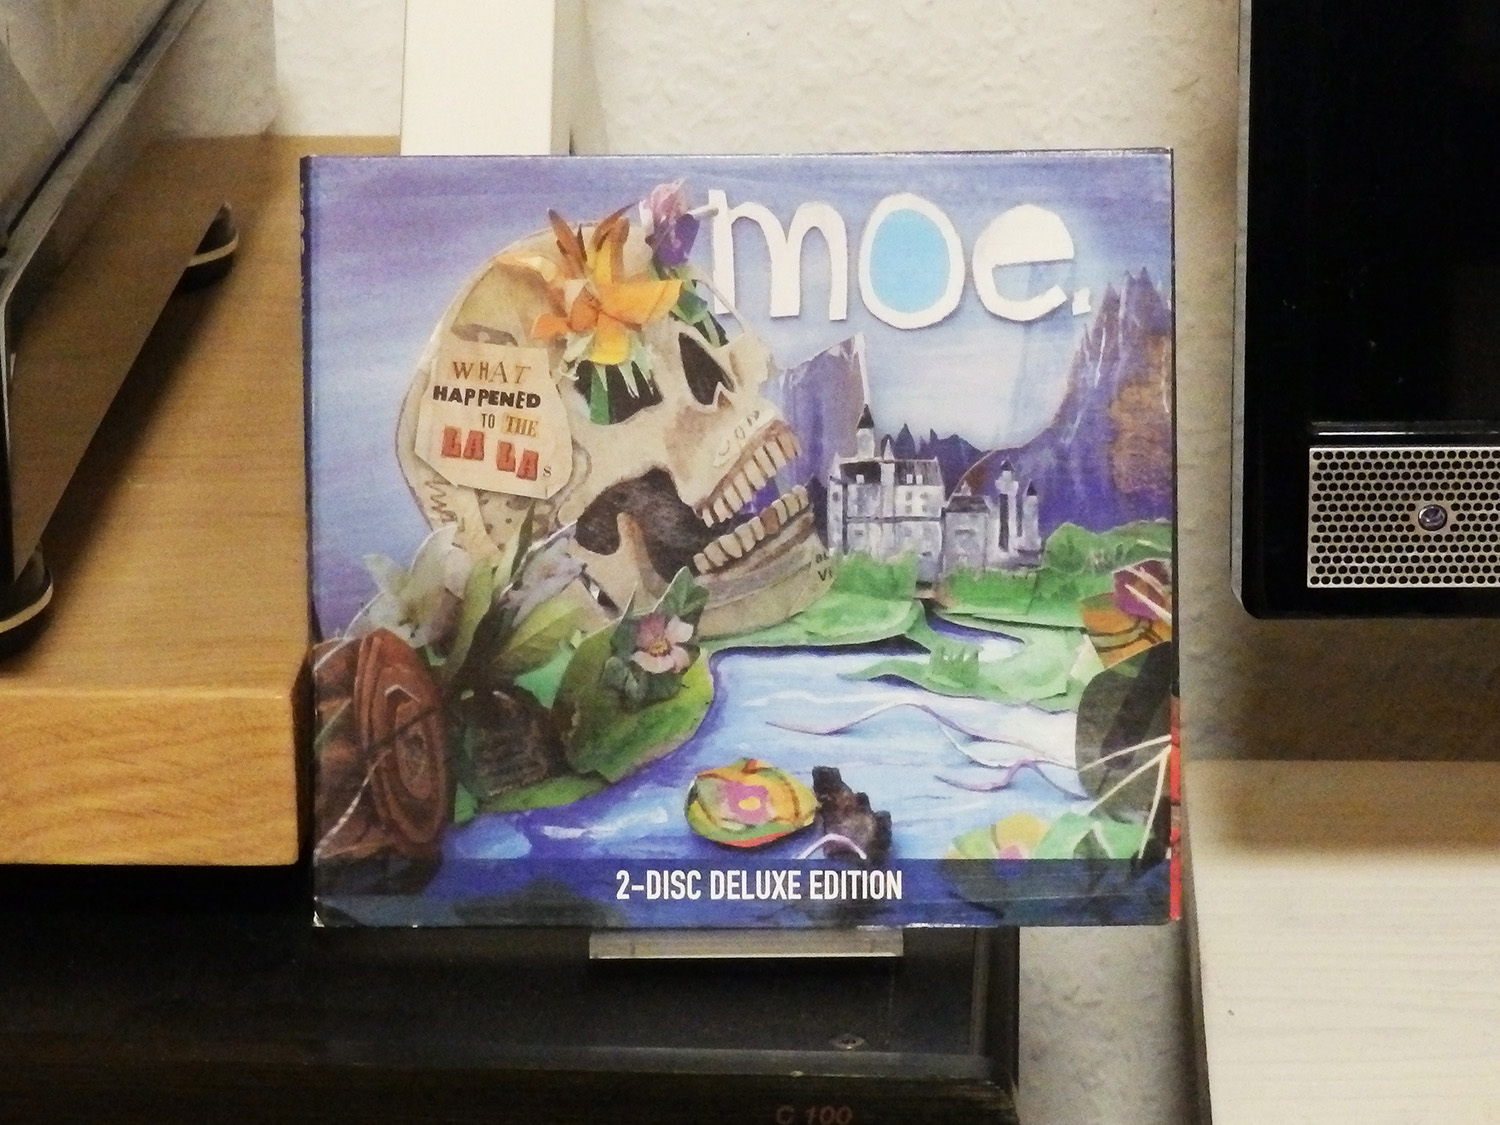 moe.
WHAT
HAPPENED
TO THE
LA LAs
2-DISC DELUXE EDITION
C 100